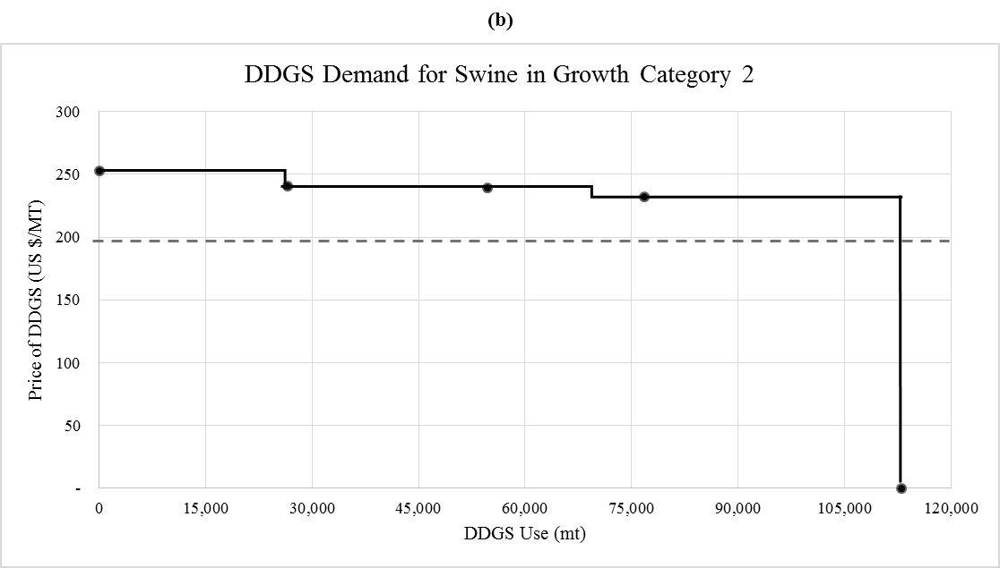 (b)
DDGS Demand for Swine in Growth Category 2
300
250
200
150
100
50
-
Price of DDGS (US $/MT)
0 15,000 30,000 45,000 60,000 75,000 90,000 105,000 120,000
DDGS Use (mt)